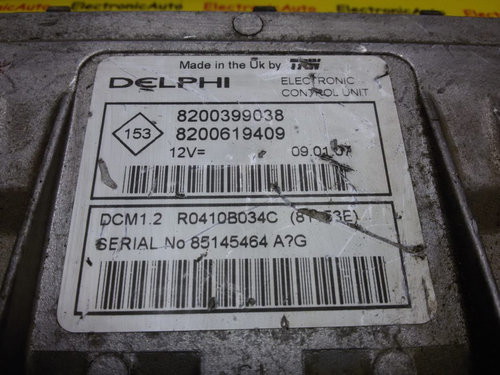 ElectronicAuto
Made in the Uk by TRW
DELPHI ELECTRONIC CONTROL UNIT
153
8200399038
8200619409
12V= 09.01.07
DCM1.2 R0410B034C
SERIAL No 85145464 A?G